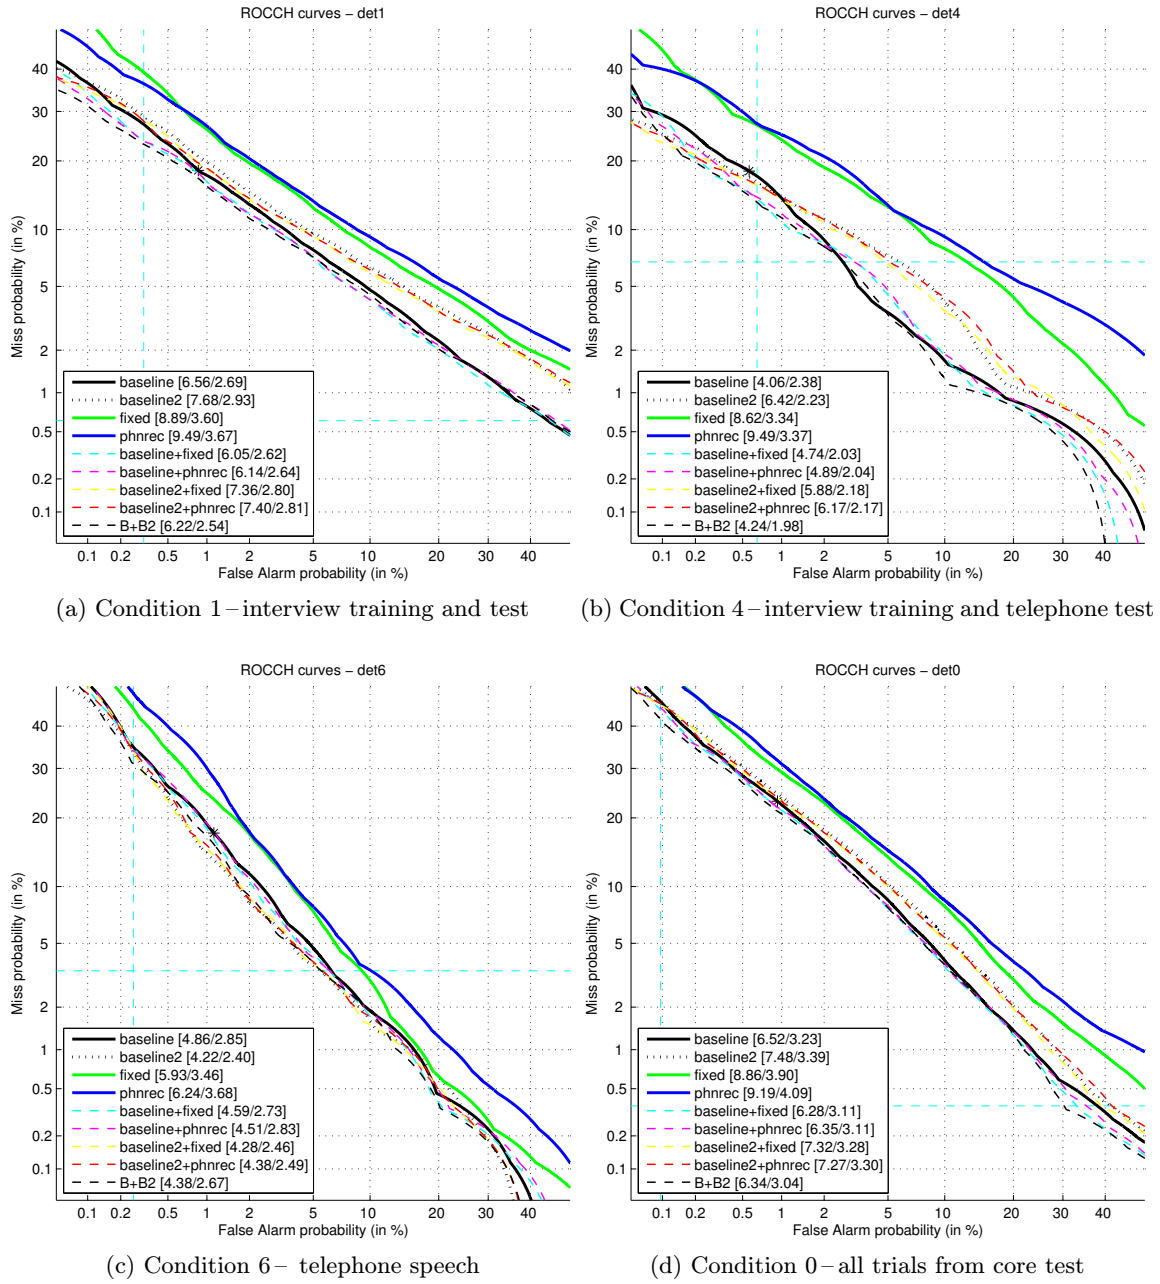 ROCCH curves – det1
Miss probability (in %)
40
30
20
10
5
2
1
0.5
0.2
0.1
baseline [6.56/2.69]
baseline2 [7.68/2.93]
fixed [8.89/3.60]
phnrec [9.49/3.67]
baseline+fixed [6.05/2.62]
baseline+phnrec [6.14/2.64]
baseline2+fixed [7.36/2.80]
baseline2+phnrec [7.40/2.81]
B+B2 [6.22/2.54]
0.1 0.2 0.5 1 2 5 10 20 30 40
False Alarm probability (in %)
(a) Condition 1–interview training and test
ROCCH curves – det4
Miss probability (in %)
40
30
20
10
5
2
1
0.5
0.2
0.1
baseline [4.06/2.38]
baseline2 [6.42/2.23]
fixed [8.62/3.34]
phnrec [9.49/3.37]
baseline+fixed [4.74/2.03]
baseline+phnrec [4.89/2.04]
baseline2+fixed [5.88/2.18]
baseline2+phnrec [6.17/2.17]
B+B2 [4.24/1.98]
0.1 0.2 0.5 1 2 5 10 20 30 40
False Alarm probability (in %)
(b) Condition 4–interview training and telephone test
ROCCH curves – det6
Miss probability (in %)
40
30
20
10
5
2
1
0.5
0.2
0.1
baseline [4.86/2.85]
baseline2 [4.22/2.40]
fixed [5.93/3.46]
phnrec [6.24/3.68]
baseline+fixed [4.59/2.73]
baseline+phnrec [4.51/2.83]
baseline2+fixed [4.28/2.46]
baseline2+phnrec [4.38/2.49]
B+B2 [4.38/2.67]
0.1 0.2 0.5 1 2 5 10 20 30 40
False Alarm probability (in %)
(c) Condition 6– telephone speech
ROCCH curves – det0
Miss probability (in %)
40
30
20
10
5
2
1
0.5
0.2
0.1
baseline [6.52/3.23]
baseline2 [7.48/3.39]
fixed [8.86/3.90]
phnrec [9.19/4.09]
baseline+fixed [6.28/3.11]
baseline+phnrec [6.35/3.11]
baseline2+fixed [7.32/3.28]
baseline2+phnrec [7.27/3.30]
B+B2 [6.34/3.04]
0.1 0.2 0.5 1 2 5 10 20 30 40
False Alarm probability (in %)
(d) Condition 0–all trials from core test